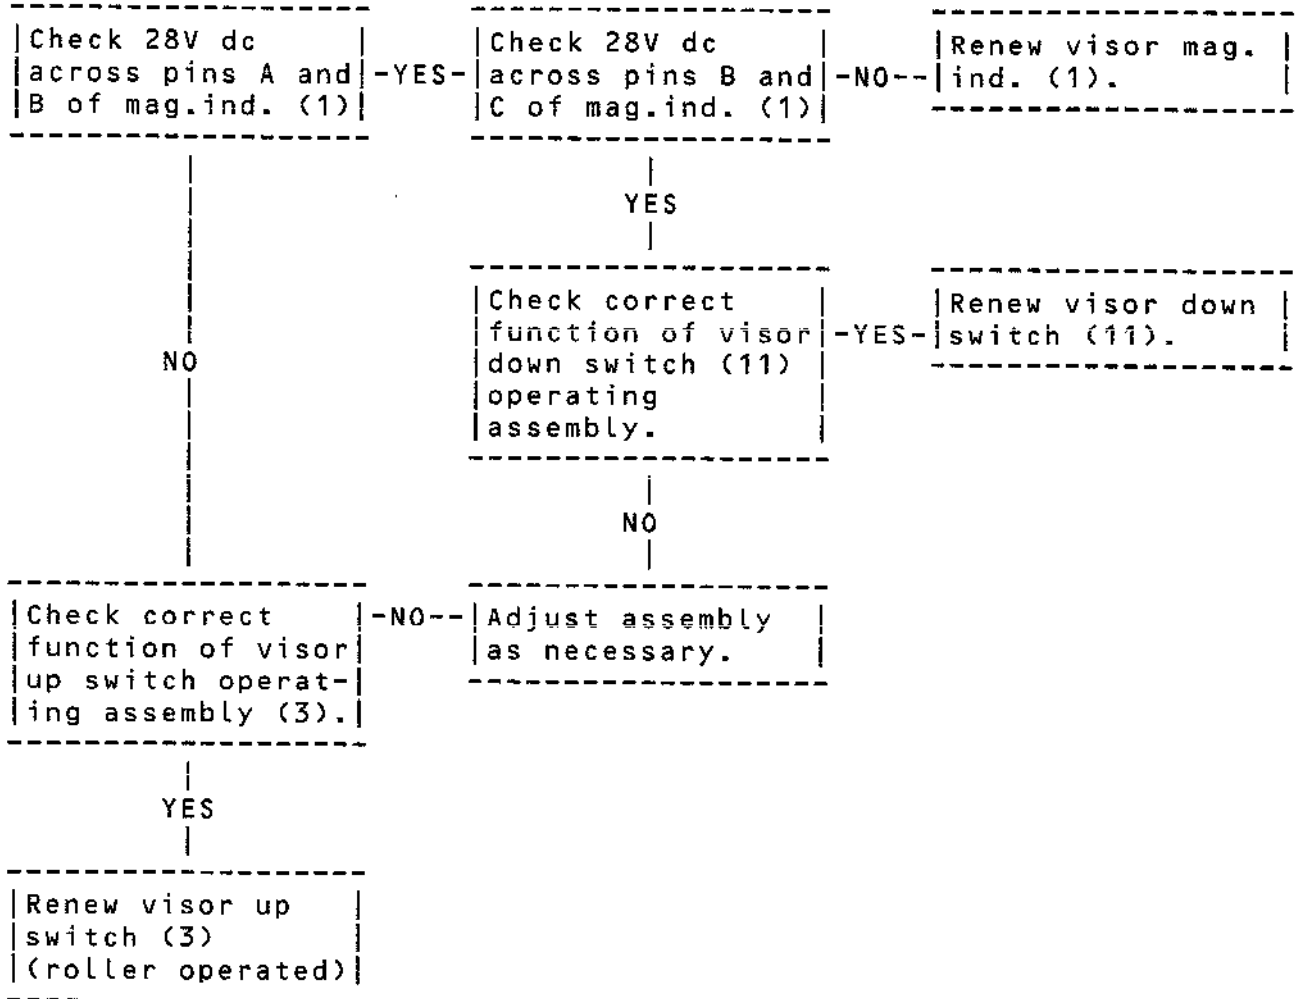 Check 28V dc
across pins A and
B of mag.ind. (1)
-YES-
Check 28V dc
across pins B and
C of mag.ind. (1)
-NO--
Renew visor mag.
ind. (1).
YES
Check correct
function of visor
down switch (11)
operating
assembly.
-YES-
Renew visor down
switch (11).
NO
NO
Check correct
function of visor
up switch operat-
ing assembly (3).
-NO--
Adjust assembly
as necessary.
YES
Renew visor up
switch (3)
(roller operated)